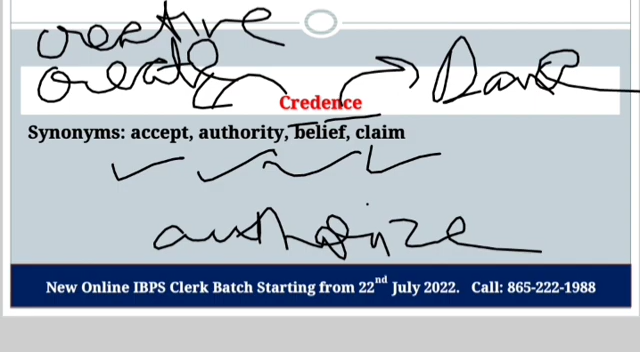 creative
create
Dance
Credence
Synonyms: accept, authority, belief, claim
authorize
New Online IBPS Clerk Batch Starting from 22nd July 2022. Call: 865-222-1988